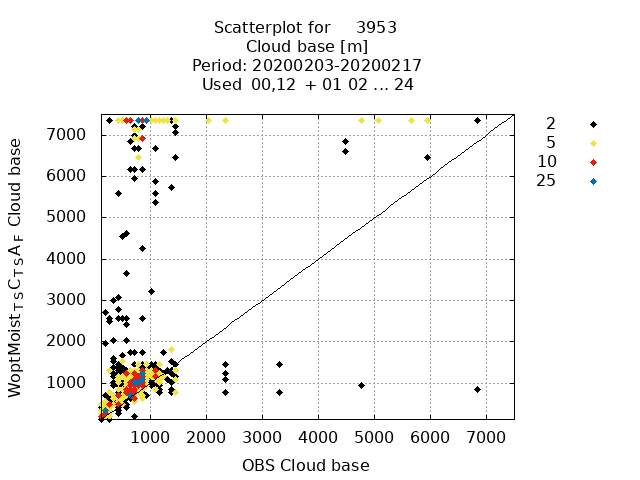 Scatterplot for 3953
Cloud base [m]
Period: 20200203-20200217
Used 00,12 + 01 02 ... 24
WoptMoist_TSC_TSA_F Cloud base
7000
6000
5000
4000
3000
2000
1000
1000 2000 3000 4000 5000 6000 7000
OBS Cloud base
2
5
10
25